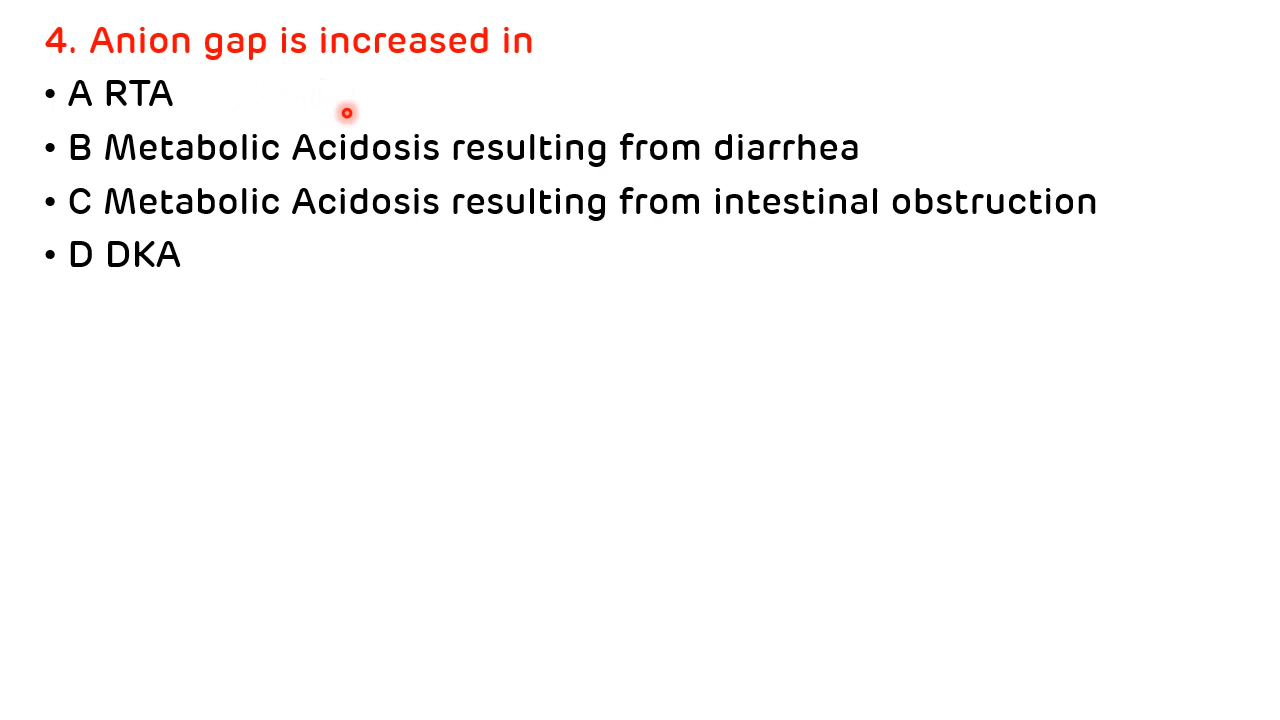 4. Anion gap is increased in
• A RTA
• B Metabolic Acidosis resulting from diarrhea
• C Metabolic Acidosis resulting from intestinal obstruction
• D DKA